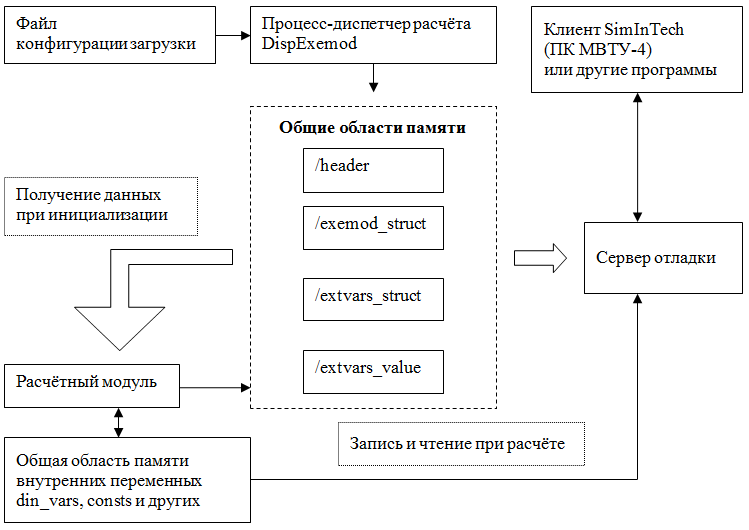 Файл
конфигурации загрузки
Процесс-диспетчер расчёта
DispExemod
Клиент SimInTech
(ПК МВТУ-4)
или другие программы
Общие области памяти
/header
/exemod_struct
/extvars_struct
/extvars_value
Получение данных
при инициализации
Сервер отладки
Расчётный модуль
Запись и чтение при расчёте
Общая область памяти
внутренних переменных
din_vars, consts и других